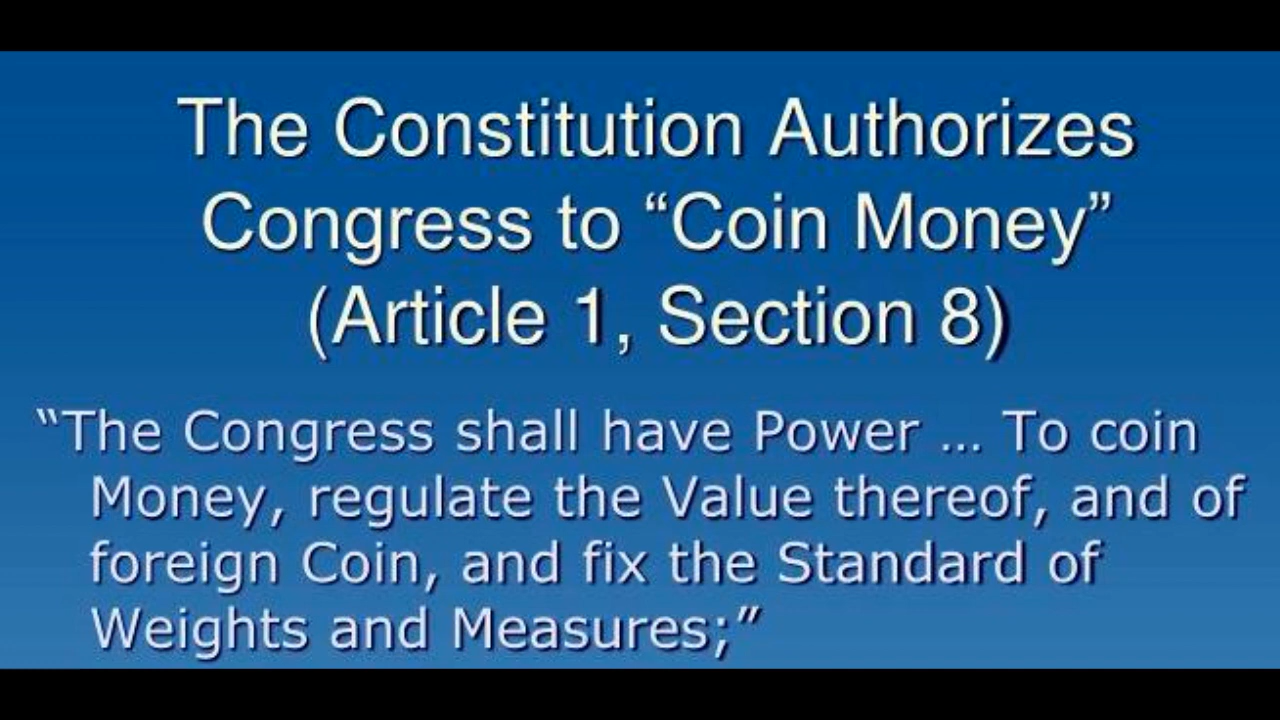 The Constitution Authorizes
Congress to “Coin Money”
(Article 1, Section 8)
“The Congress shall have Power … To coin
Money, regulate the Value thereof, and of
foreign Coin, and fix the Standard of
Weights and Measures;”